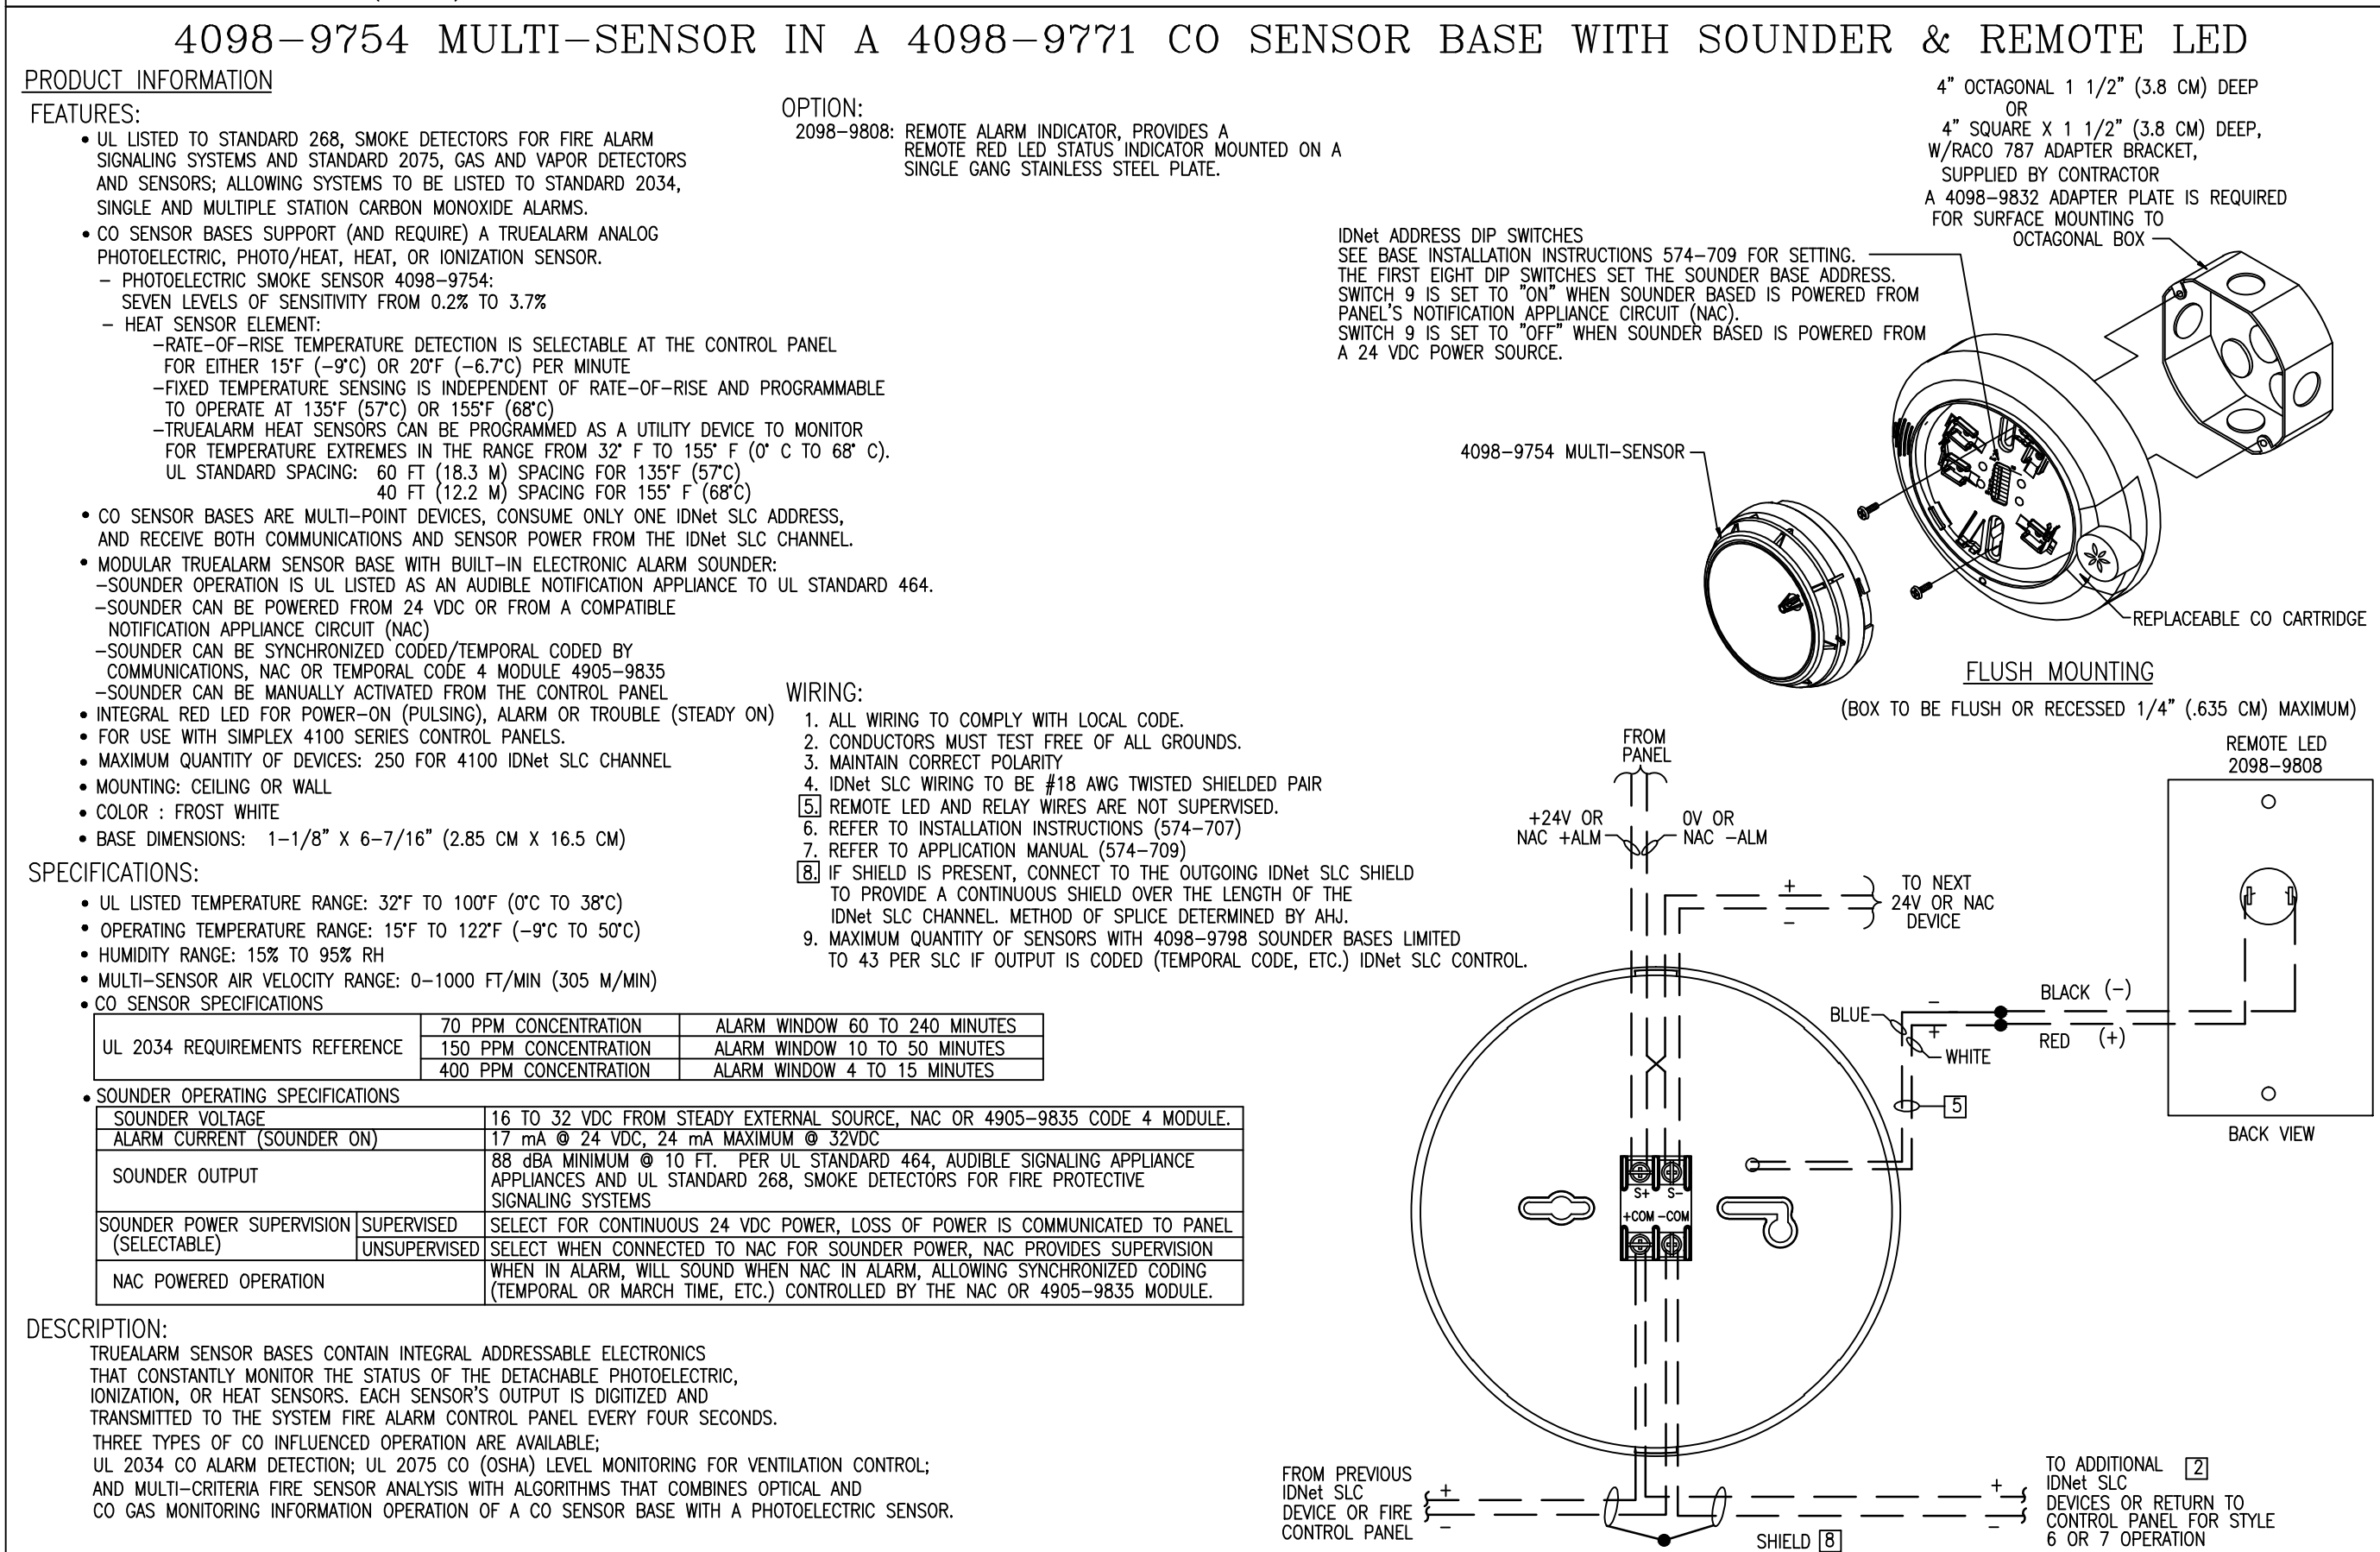 4098-9754 MULTI-SENSOR IN A 4098-9771 CO SENSOR BASE WITH SOUNDER & REMOTE LED
PRODUCT INFORMATION
FEATURES:
• UL LISTED TO STANDARD 268, SMOKE DETECTORS FOR FIRE ALARM
SIGNALING SYSTEMS AND STANDARD 2075, GAS AND VAPOR DETECTORS
AND SENSORS; ALLOWING SYSTEMS TO BE LISTED TO STANDARD 2034,
SINGLE AND MULTIPLE STATION CARBON MONOXIDE ALARMS.
• CO SENSOR BASES SUPPORT (AND REQUIRE) A TRUEALARM ANALOG
PHOTOELECTRIC, PHOTO/HEAT, HEAT, OR IONIZATION SENSOR.
- PHOTOELECTRIC SMOKE SENSOR 4098-9754:
SEVEN LEVELS OF SENSITIVITY FROM 0.2% TO 3.7%
- HEAT SENSOR ELEMENT:
-RATE-OF-RISE TEMPERATURE DETECTION IS SELECTABLE AT THE CONTROL PANEL
FOR EITHER 15°F (-9°C) OR 20°F (-6.7°C) PER MINUTE
-FIXED TEMPERATURE SENSING IS INDEPENDENT OF RATE-OF-RISE AND PROGRAMMABLE
TO OPERATE AT 135°F (57°C) OR 155°F (68°C)
-TRUEALARM HEAT SENSORS CAN BE PROGRAMMED AS A UTILITY DEVICE TO MONITOR
FOR TEMPERATURE EXTREMES IN THE RANGE FROM 32° F TO 155° F (0° C TO 68° C).
UL STANDARD SPACING: 60 FT (18.3 M) SPACING FOR 135°F (57°C)
40 FT (12.2 M) SPACING FOR 155° F (68°C)
• CO SENSOR BASES ARE MULTI-POINT DEVICES, CONSUME ONLY ONE IDNet SLC ADDRESS,
AND RECEIVE BOTH COMMUNICATIONS AND SENSOR POWER FROM THE IDNet SLC CHANNEL.
• MODULAR TRUEALARM SENSOR BASE WITH BUILT-IN ELECTRONIC ALARM SOUNDER:
-SOUNDER OPERATION IS UL LISTED AS AN AUDIBLE NOTIFICATION APPLIANCE TO UL STANDARD 464.
-SOUNDER CAN BE POWERED FROM 24 VDC OR FROM A COMPATIBLE
NOTIFICATION APPLIANCE CIRCUIT (NAC)
-SOUNDER CAN BE SYNCHRONIZED CODED/TEMPORAL CODED BY
COMMUNICATIONS, NAC OR TEMPORAL CODE 4 MODULE 4905-9835
-SOUNDER CAN BE MANUALLY ACTIVATED FROM THE CONTROL PANEL
• INTEGRAL RED LED FOR POWER-ON (PULSING), ALARM OR TROUBLE (STEADY ON)
• FOR USE WITH SIMPLEX 4100 SERIES CONTROL PANELS.
• MAXIMUM QUANTITY OF DEVICES: 250 FOR 4100 IDNet SLC CHANNEL
• MOUNTING: CEILING OR WALL
• COLOR : FROST WHITE
• BASE DIMENSIONS: 1-1/8" X 6-7/16" (2.85 CM X 16.5 CM)
SPECIFICATIONS:
• UL LISTED TEMPERATURE RANGE: 32°F TO 100°F (0°C TO 38°C)
• OPERATING TEMPERATURE RANGE: 15°F TO 122°F (-9°C TO 50°C)
• HUMIDITY RANGE: 15% TO 95% RH
• MULTI-SENSOR AIR VELOCITY RANGE: 0-1000 FT/MIN (305 M/MIN)
• CO SENSOR SPECIFICATIONS
UL 2034 REQUIREMENTS REFERENCE
70 PPM CONCENTRATION ALARM WINDOW 60 TO 240 MINUTES
150 PPM CONCENTRATION ALARM WINDOW 10 TO 50 MINUTES
400 PPM CONCENTRATION ALARM WINDOW 4 TO 15 MINUTES
• SOUNDER OPERATING SPECIFICATIONS
SOUNDER VOLTAGE 16 TO 32 VDC FROM STEADY EXTERNAL SOURCE, NAC OR 4905-9835 CODE 4 MODULE.
ALARM CURRENT (SOUNDER ON) 17 mA @ 24 VDC, 24 mA MAXIMUM @ 32VDC
SOUNDER OUTPUT
88 dBA MINIMUM @ 10 FT. PER UL STANDARD 464, AUDIBLE SIGNALING APPLIANCE
APPLIANCES AND UL STANDARD 268, SMOKE DETECTORS FOR FIRE PROTECTIVE
SIGNALING SYSTEMS
SOUNDER POWER SUPERVISION
(SELECTABLE)
SUPERVISED SELECT FOR CONTINUOUS 24 VDC POWER, LOSS OF POWER IS COMMUNICATED TO PANEL
UNSUPERVISED SELECT WHEN CONNECTED TO NAC FOR SOUNDER POWER, NAC PROVIDES SUPERVISION
NAC POWERED OPERATION
WHEN IN ALARM, WILL SOUND WHEN NAC IN ALARM, ALLOWING SYNCHRONIZED CODING
(TEMPORAL OR MARCH TIME, ETC.) CONTROLLED BY THE NAC OR 4905-9835 MODULE.
DESCRIPTION:
TRUEALARM SENSOR BASES CONTAIN INTEGRAL ADDRESSABLE ELECTRONICS
THAT CONSTANTLY MONITOR THE STATUS OF THE DETACHABLE PHOTOELECTRIC,
IONIZATION, OR HEAT SENSORS. EACH SENSOR'S OUTPUT IS DIGITIZED AND
TRANSMITTED TO THE SYSTEM FIRE ALARM CONTROL PANEL EVERY FOUR SECONDS.
THREE TYPES OF CO INFLUENCED OPERATION ARE AVAILABLE;
UL 2034 CO ALARM DETECTION; UL 2075 CO (OSHA) LEVEL MONITORING FOR VENTILATION CONTROL;
AND MULTI-CRITERIA FIRE SENSOR ANALYSIS WITH ALGORITHMS THAT COMBINES OPTICAL AND
CO GAS MONITORING INFORMATION OPERATION OF A CO SENSOR BASE WITH A PHOTOELECTRIC SENSOR.
OPTION:
2098-9808: REMOTE ALARM INDICATOR, PROVIDES A
REMOTE RED LED STATUS INDICATOR MOUNTED ON A
SINGLE GANG STAINLESS STEEL PLATE.
WIRING:
1. ALL WIRING TO COMPLY WITH LOCAL CODE.
2. CONDUCTORS MUST TEST FREE OF ALL GROUNDS.
3. MAINTAIN CORRECT POLARITY
4. IDNet SLC WIRING TO BE #18 AWG TWISTED SHIELDED PAIR
5. REMOTE LED AND RELAY WIRES ARE NOT SUPERVISED.
6. REFER TO INSTALLATION INSTRUCTIONS (574-707)
7. REFER TO APPLICATION MANUAL (574-709)
8. IF SHIELD IS PRESENT, CONNECT TO THE OUTGOING IDNet SLC SHIELD
TO PROVIDE A CONTINUOUS SHIELD OVER THE LENGTH OF THE
IDNet SLC CHANNEL. METHOD OF SPLICE DETERMINED BY AHJ.
9. MAXIMUM QUANTITY OF SENSORS WITH 4098-9798 SOUNDER BASES LIMITED
TO 43 PER SLC IF OUTPUT IS CODED (TEMPORAL CODE, ETC.) IDNet SLC CONTROL.
4" OCTAGONAL 1 1/2" (3.8 CM) DEEP
OR
4" SQUARE X 1 1/2" (3.8 CM) DEEP,
W/RACO 787 ADAPTER BRACKET,
SUPPLIED BY CONTRACTOR
A 4098-9832 ADAPTER PLATE IS REQUIRED
FOR SURFACE MOUNTING TO
OCTAGONAL BOX
IDNet ADDRESS DIP SWITCHES
SEE BASE INSTALLATION INSTRUCTIONS 574-709 FOR SETTING.
THE FIRST EIGHT DIP SWITCHES SET THE SOUNDER BASE ADDRESS.
SWITCH 9 IS SET TO "ON" WHEN SOUNDER BASED IS POWERED FROM
PANEL'S NOTIFICATION APPLIANCE CIRCUIT (NAC).
SWITCH 9 IS SET TO "OFF" WHEN SOUNDER BASED IS POWERED FROM
A 24 VDC POWER SOURCE.
4098-9754 MULTI-SENSOR
REPLACEABLE CO CARTRIDGE
FLUSH MOUNTING
(BOX TO BE FLUSH OR RECESSED 1/4" (.635 CM) MAXIMUM)
FROM
PANEL
+24V OR
NAC +ALM
0V OR
NAC -ALM
+
-
TO NEXT
24V OR NAC
DEVICE
REMOTE LED
2098-9808
BLUE
-
+
WHITE
BLACK (-)
RED (+)
5
BACK VIEW
S+ S-
+COM -COM
FROM PREVIOUS
IDNet SLC
DEVICE OR FIRE
CONTROL PANEL
+
-
SHIELD 8
+
-
TO ADDITIONAL 2
IDNet SLC
DEVICES OR RETURN TO
CONTROL PANEL FOR STYLE
6 OR 7 OPERATION